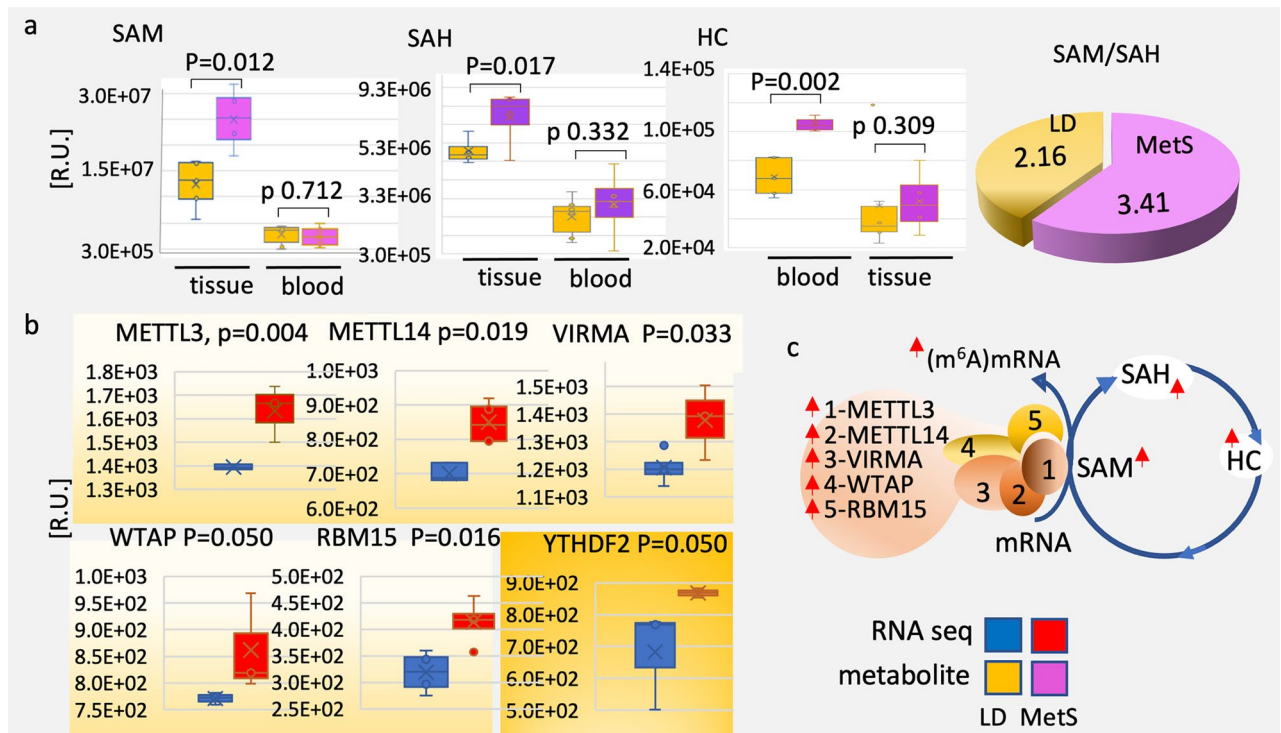 a
SAM
P=0.012
3.0E+07
1.5E+07
3.0E+05
[R.U.]
p 0.712
tissue
blood
SAH
P=0.017
9.3E+06
5.3E+06
3.3E+06
3.0E+05
p 0.332
tissue
blood
HC
1.4E+05
P=0.002
1.0E+05
6.0E+04
2.0E+04
p 0.309
blood
tissue
SAM/SAH
LD
2.16
MetS
3.41
b
METTL3, p=0.004
1.8E+03
1.7E+03
1.6E+03
1.5E+03
1.4E+03
1.3E+03
[R.U.]
METTL14 p=0.019
1.0E+03
9.0E+02
8.0E+02
7.0E+02
6.0E+02
VIRMA P=0.033
1.5E+03
1.4E+03
1.3E+03
1.2E+03
1.1E+03
WTAP P=0.050
1.0E+03
9.5E+02
9.0E+02
8.5E+02
8.0E+02
7.5E+02
RBM15 P=0.016
5.0E+02
4.5E+02
4.0E+02
3.5E+02
3.0E+02
2.5E+02
YTHDF2 P=0.050
9.0E+02
8.0E+02
7.0E+02
6.0E+02
5.0E+02
c
(m⁶A)mRNA
SAH
1-METTL3
2-METTL14
3-VIRMA
4-WTAP
5-RBM15
5
4
1
3
2
SAM
HC
mRNA
RNA seq
metabolite
LD MetS